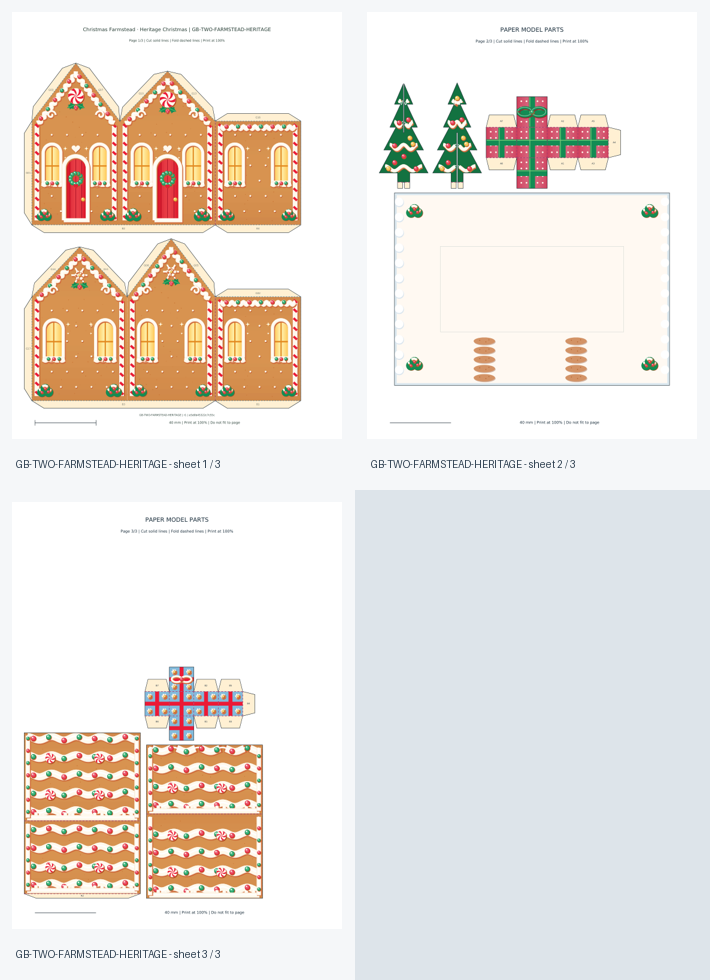 Christmas Farmstead · Heritage Christmas | GB-TWO-FARMSTEAD-HERITAGE
Page 1/3 | Cut solid lines | Fold dashed lines | Print at 100%
40 mm | Print at 100% | Do not fit to page
GB-TWO-FARMSTEAD-HERITAGE - sheet 1 / 3
PAPER MODEL PARTS
Page 2/3 | Cut solid lines | Fold dashed lines | Print at 100%
40 mm | Print at 100% | Do not fit to page
GB-TWO-FARMSTEAD-HERITAGE - sheet 2 / 3
PAPER MODEL PARTS
Page 3/3 | Cut solid lines | Fold dashed lines | Print at 100%
40 mm | Print at 100% | Do not fit to page
GB-TWO-FARMSTEAD-HERITAGE - sheet 3 / 3